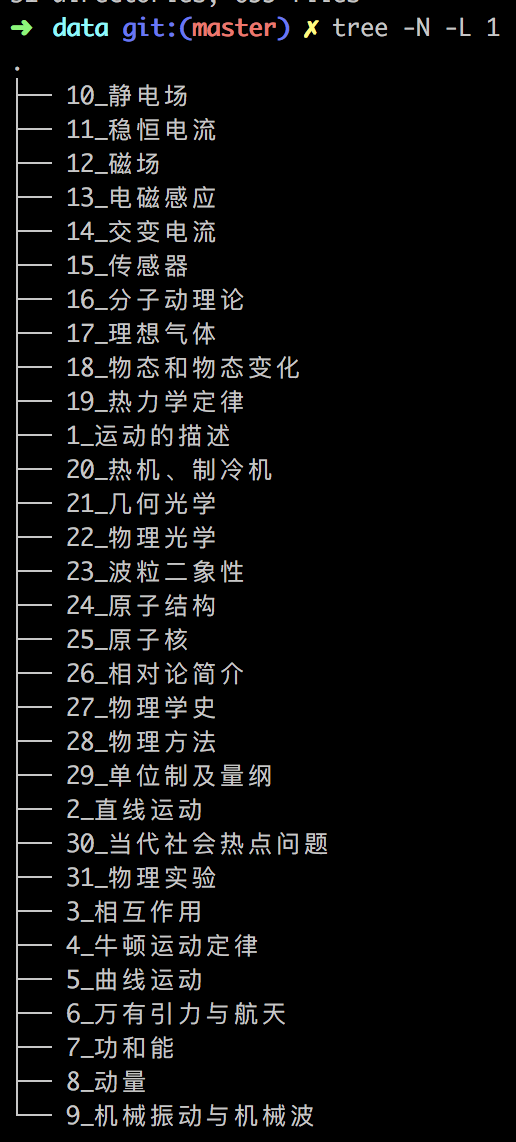 ➜ data git:(master) ✗ tree -N -L 1
.
├── 10_静电场
├── 11_稳恒电流
├── 12_磁场
├── 13_电磁感应
├── 14_交变电流
├── 15_传感器
├── 16_分子动理论
├── 17_理想气体
├── 18_物态和物态变化
├── 19_热力学定律
├── 1_运动的描述
├── 20_热机、制冷机
├── 21_几何光学
├── 22_物理光学
├── 23_波粒二象性
├── 24_原子结构
├── 25_原子核
├── 26_相对论简介
├── 27_物理学史
├── 28_物理方法
├── 29_单位制及量纲
├── 2_直线运动
├── 30_当代社会热点问题
├── 31_物理实验
├── 3_相互作用
├── 4_牛顿运动定律
├── 5_曲线运动
├── 6_万有引力与航天
├── 7_功和能
├── 8_动量
└── 9_机械振动与机械波